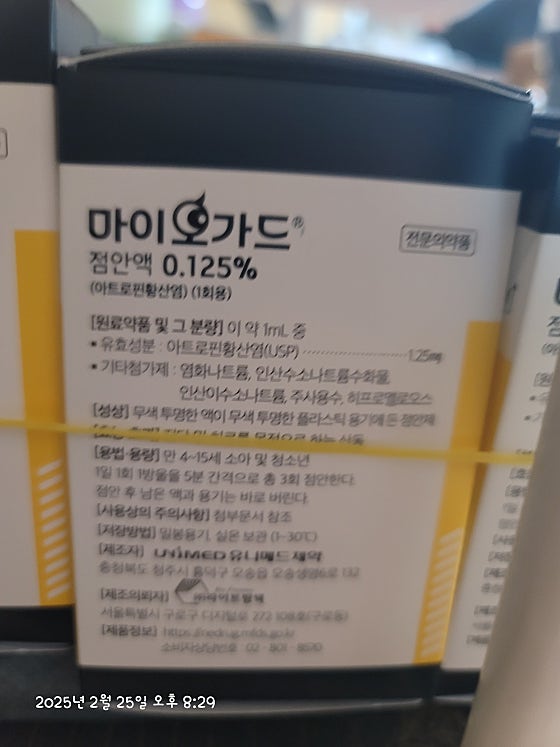 마이오가드®
전문의약품
점안액 0.125%
(아트로핀황산염) (1회용)
[원료약품 및 그 분량] 이 약 1mL 중
• 유효성분 : 아트로핀황산염(USP) 1.25mg
• 기타첨가제 : 염화나트륨, 인산수소나트륨수화물,
인산이수소나트륨, 주사용수, 히프로멜로오스
[성상] 무색 투명한 액이 무색 투명한 플라스틱 용기에 든 점안제
[용법·용량] 만 4~15세 소아 및 청소년
1일 1회 1방울을 5분 간격으로 총 3회 점안한다.
점안 후 남은 액과 용기는 바로 버린다.
[사용상의 주의사항] 첨부문서 참조
[저장방법] 밀봉용기, 실온 보관 (1~30℃)
[제조자] UNIMED 유니메드제약
충청북도 청주시 흥덕구 오송읍 오송생명6로 132
[제조의뢰자]
서울특별시 구로구 디지털로 272 108호(구로동)
[제품정보] https://nedrug.mfds.go.kr
소비자상담번호 02 - 801 -
2025년 2월 25일 오후 8:29